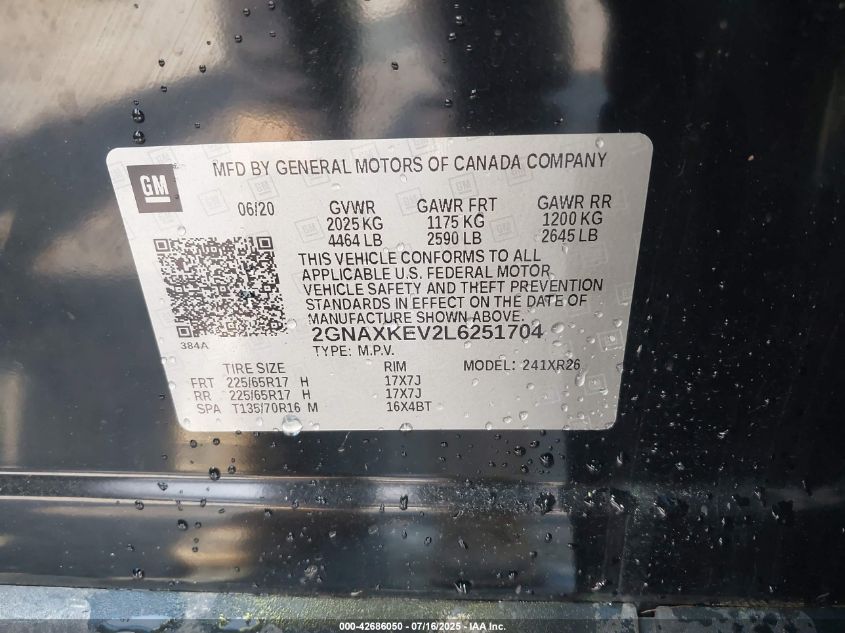 MFD BY GENERAL MOTORS OF CANADA COMPANY
GM
06/20 GVWR GAWR FRT GAWR RR
2025 KG 1175 KG 1200 KG
4464 LB 2590 LB 2645 LB
THIS VEHICLE CONFORMS TO ALL
APPLICABLE U.S. FEDERAL MOTOR
VEHICLE SAFETY AND THEFT PREVENTION
STANDARDS IN EFFECT ON THE DATE OF
MANUFACTURE SHOWN ABOVE.
384A
2GNAXKEV2L6251704
TYPE: M.P.V.
TIRE SIZE RIM MODEL: 241XR26
FRT 225/65R17 H 17X7J
RR 225/65R17 H 17X7J
SPA T135/70R16 M 16X4BT
000-42686050 - 07/16/2025 - IAA Inc.